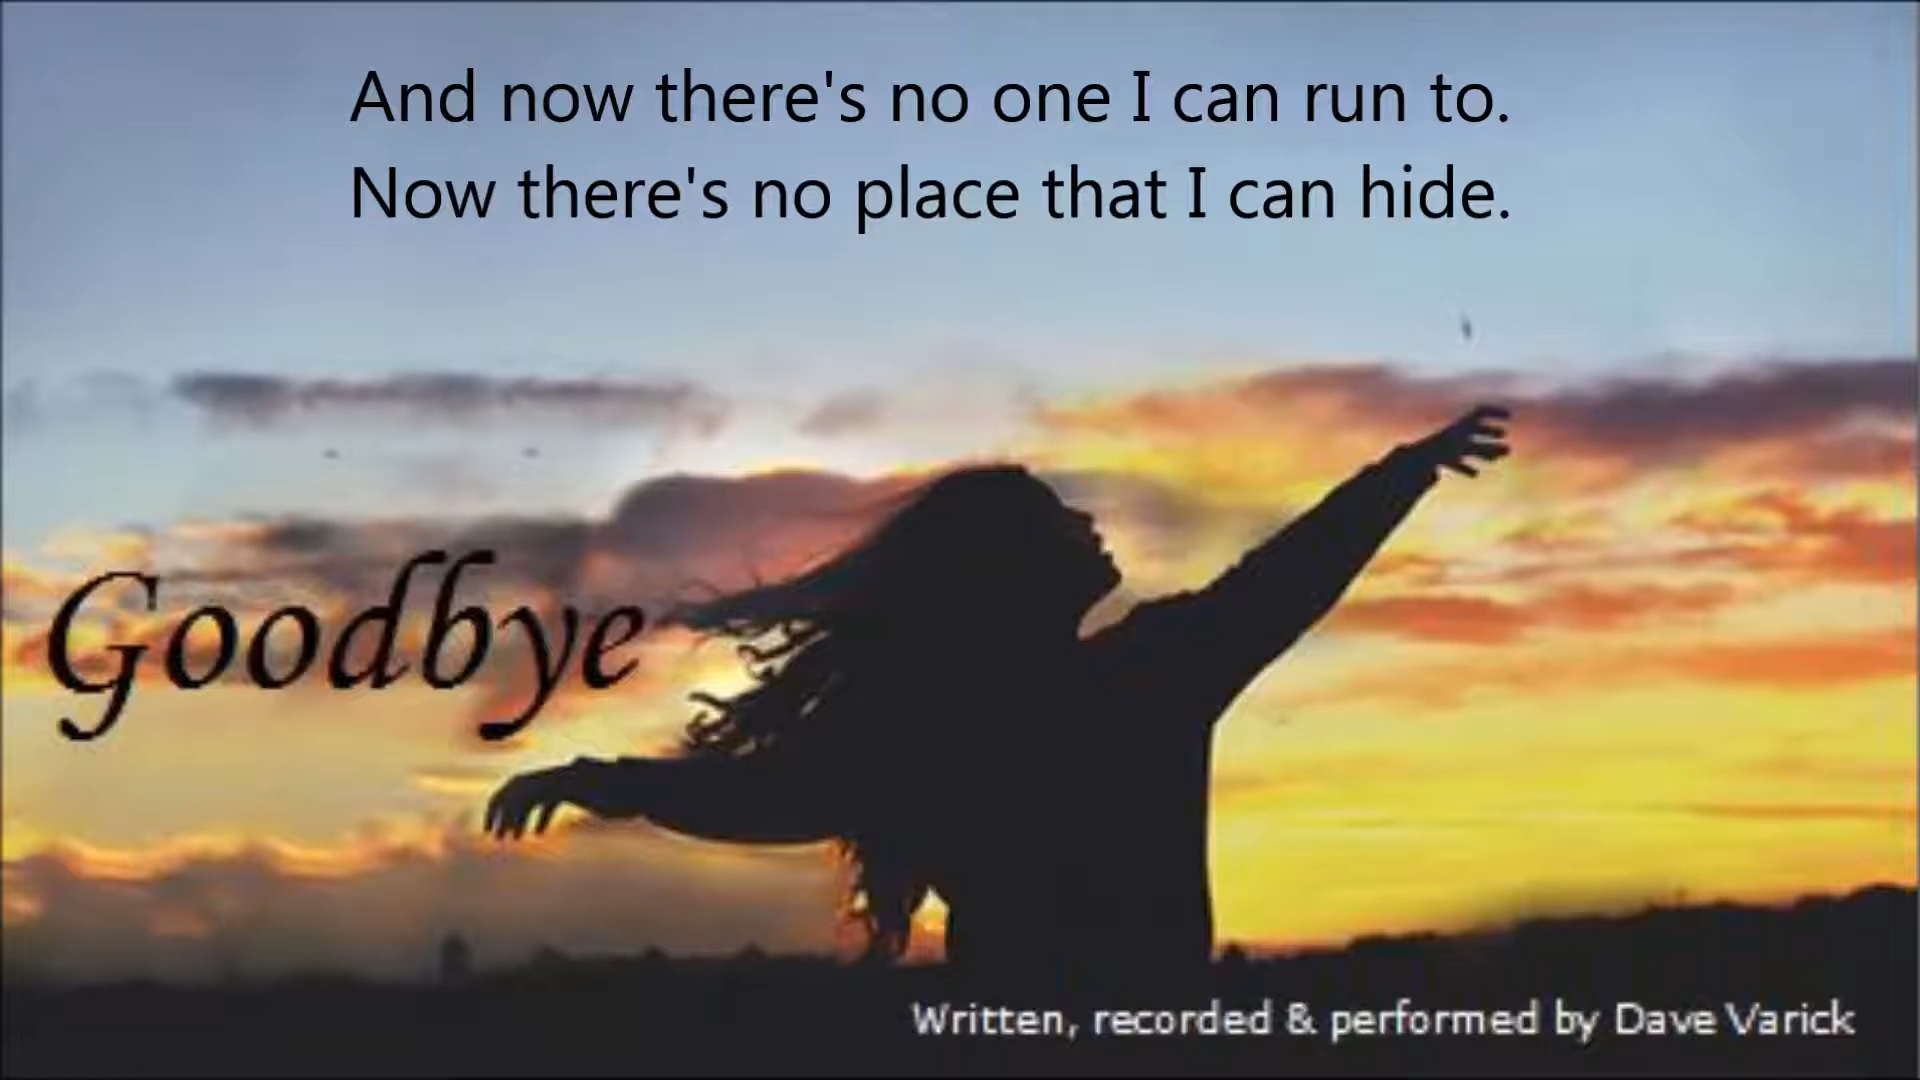 And now there's no one I can run to.
Now there's no place that I can hide.
Goodbye
Written, recorded & performed by Dave Varick